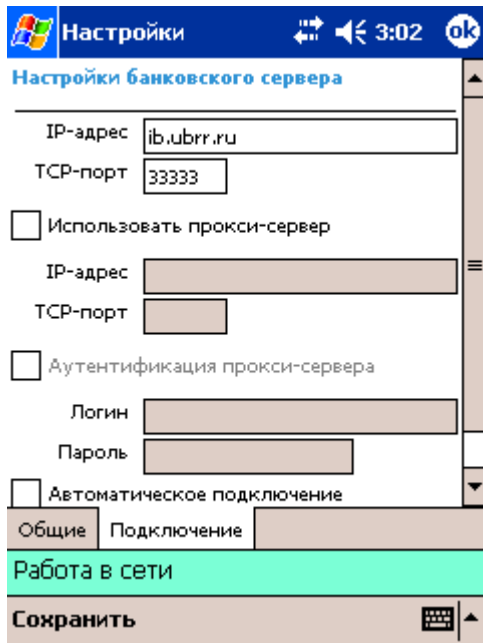 Настройки 3:02 ok
Настройки банковского сервера
IP-адрес ib.ubrr.ru
TCP-порт 33333
Использовать прокси-сервер
IP-адрес
TCP-порт
Аутентификация прокси-сервера
Логин
Пароль
Автоматическое подключение
Общие Подключение
Работа в сети
Сохранить